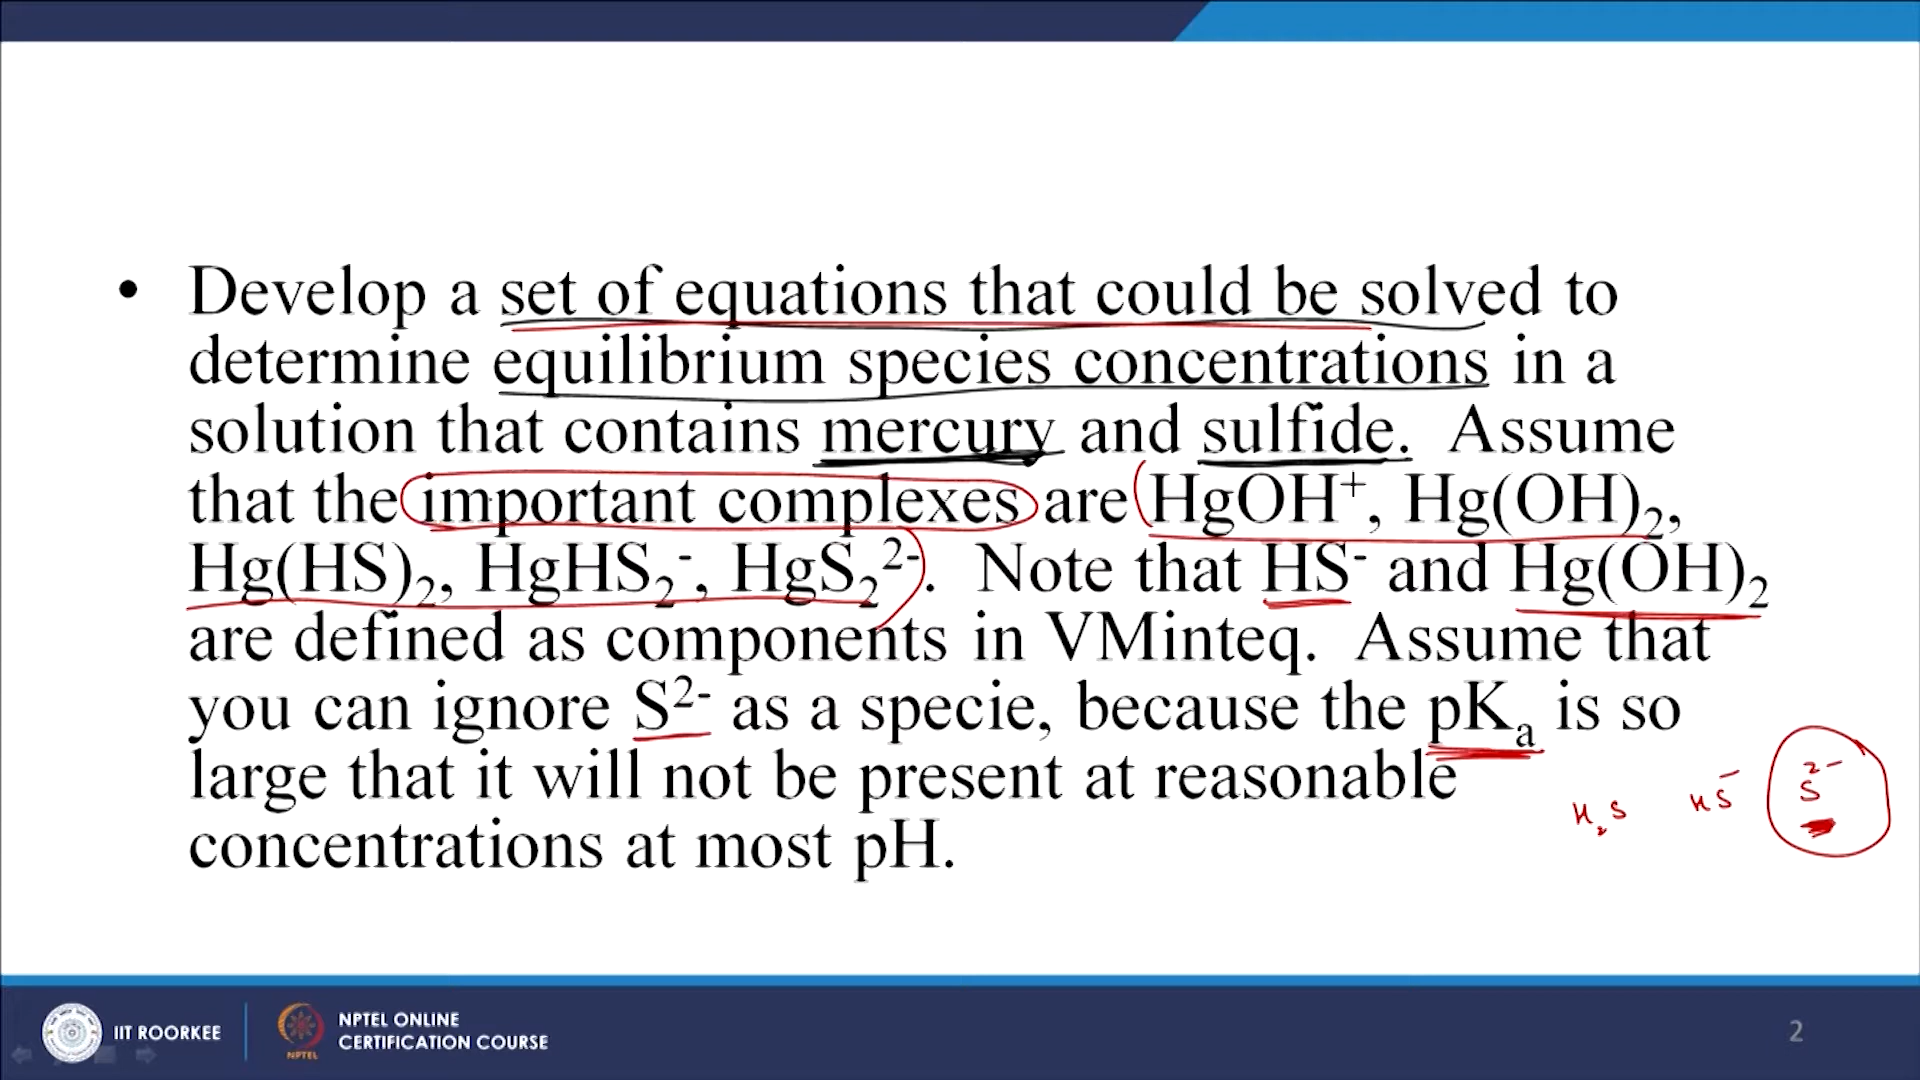 • Develop a set of equations that could be solved to
determine equilibrium species concentrations in a
solution that contains mercury and sulfide. Assume
that the important complexes are HgOH⁺, Hg(OH)₂,
Hg(HS)₂, HgHS₂⁻, HgS₂²⁻. Note that HS⁻ and Hg(OH)₂
are defined as components in VMinteq. Assume that
you can ignore S²⁻ as a specie, because the pKₐ is so
large that it will not be present at reasonable
concentrations at most pH.
H₂S HS⁻ S²⁻
IIT ROORKEE
NPTEL
NPTEL ONLINE
CERTIFICATION COURSE
2